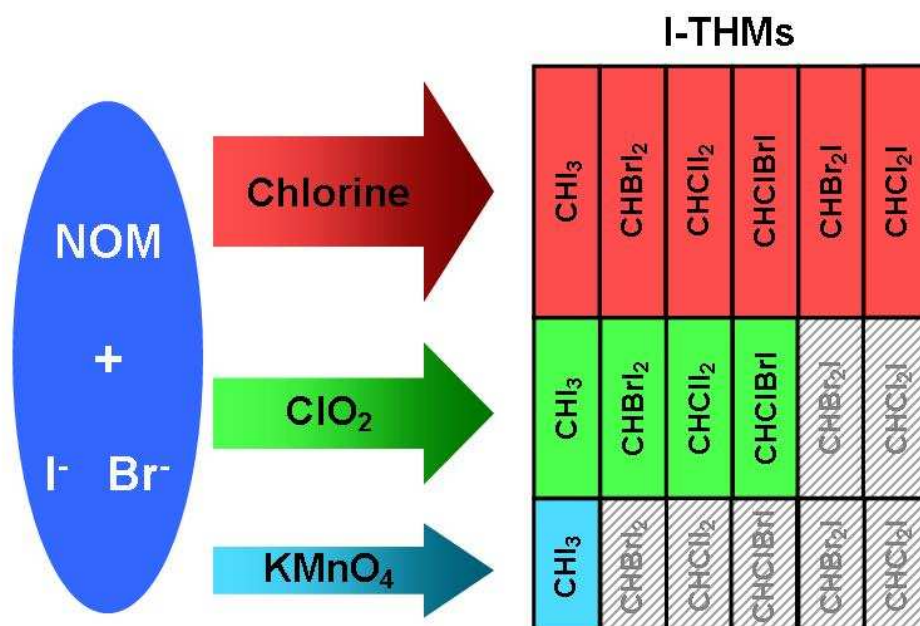 I-THMs
NOM
+
I⁻ Br⁻
Chlorine
CHI₃
CHBrI₂
CHClI₂
CHClBrI
CHBr₂I
CHCl₂I
ClO₂
CHI₃
CHBrI₂
CHClI₂
CHClBrI
CHBr₂I
CHCl₂I
KMnO₄
CHI₃
CHBrI₂
CHClI₂
CHClBrI
CHBr₂I
CHCl₂I